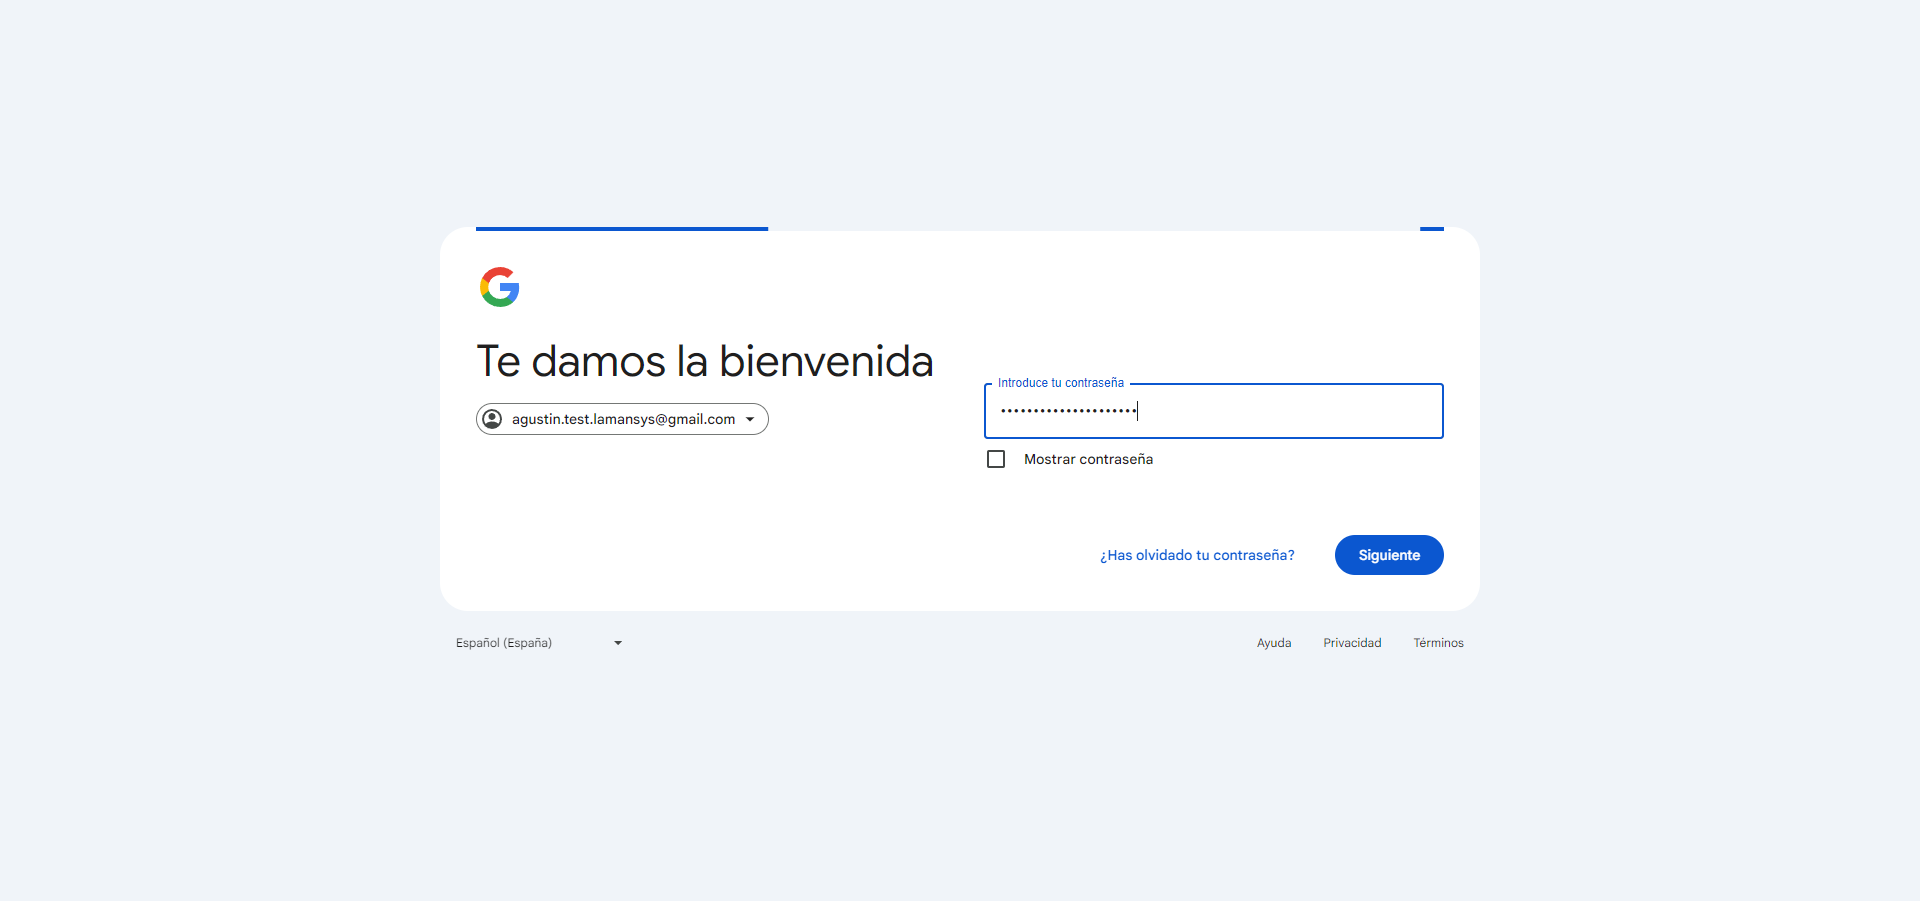 Te damos la bienvenida
agustin.test.lamansys@gmail.com
Introduce tu contraseña
•••••••••••••••••••••
Mostrar contraseña
¿Has olvidado tu contraseña?
Siguiente
Español (España)
Ayuda
Privacidad
Términos